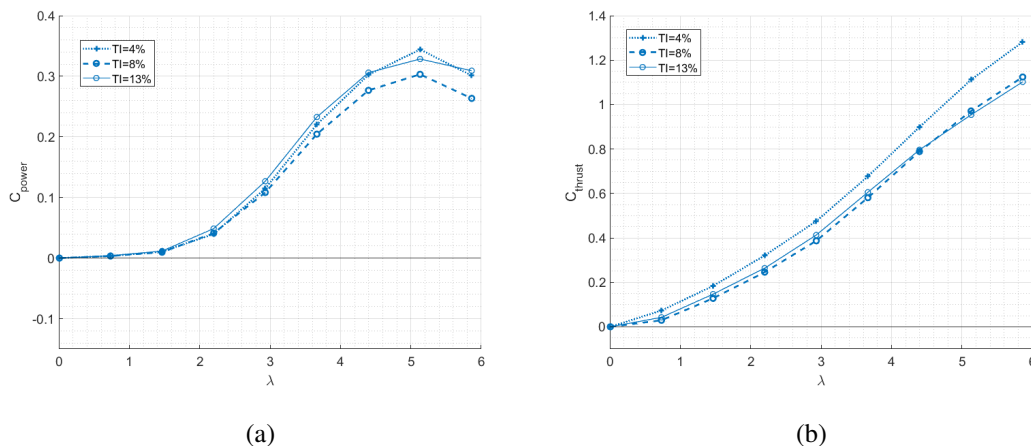 0.4
0.3
0.2
0.1
0
-0.1
C_power
TI=4%
TI=8%
TI=13%
0 1 2 3 4 5 6
λ
(a)
1.4
1.2
1
0.8
0.6
0.4
0.2
0
C_thrust
TI=4%
TI=8%
TI=13%
0 1 2 3 4 5 6
λ
(b)